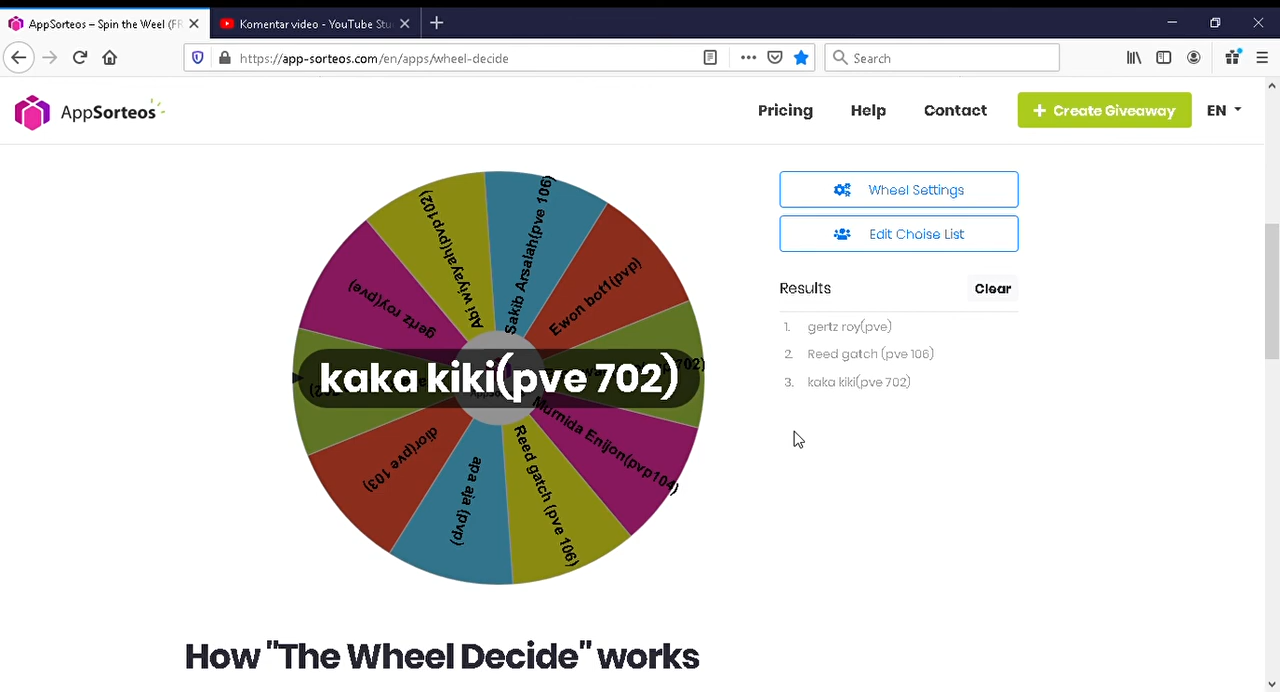 AppSorteos – Spin the Weel (FR
Komentar video - YouTube Stu
https://app-sorteos.com/en/apps/wheel-decide
Search
AppSorteos
Pricing
Help
Contact
+ Create Giveaway
EN
Wheel Settings
Edit Choise List
Results
Clear
1. gertz roy(pve)
2. Reed gatch (pve 106)
3. kaka kiki(pve 702)
Abi wiyayah(pvp102)
Sakib Arsalah(pve 106)
Ewon bot1(pvp)
gertz roy(pve)
702)
kaka kiki(pve 702)
Murnida Enijon(pvp104)
dior(pve 103)
apa aja (pvp)
Reed gatch (pve 106)
How "The Wheel Decide" works